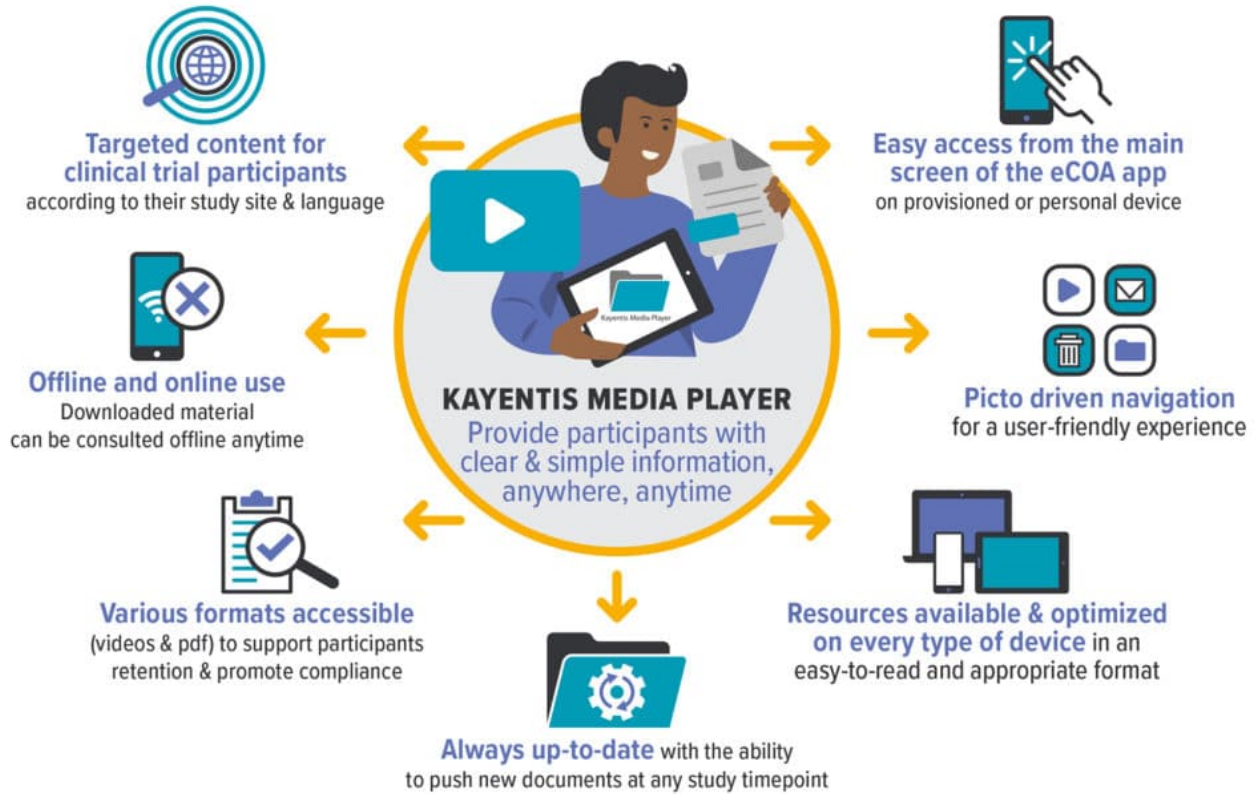 Targeted content for
clinical trial participants
according to their study site & language
Easy access from the main
screen of the eCOA app
on provisioned or personal device
Offline and online use
Downloaded material
can be consulted offline anytime
Kayentis Media Player
KAYENTIS MEDIA PLAYER
Provide participants with
clear & simple information,
anywhere, anytime
Picto driven navigation
for a user-friendly experience
Various formats accessible
(videos & pdf) to support participants
retention & promote compliance
Resources available & optimized
on every type of device in an
easy-to-read and appropriate format
Always up-to-date with the ability
to push new documents at any study timepoint